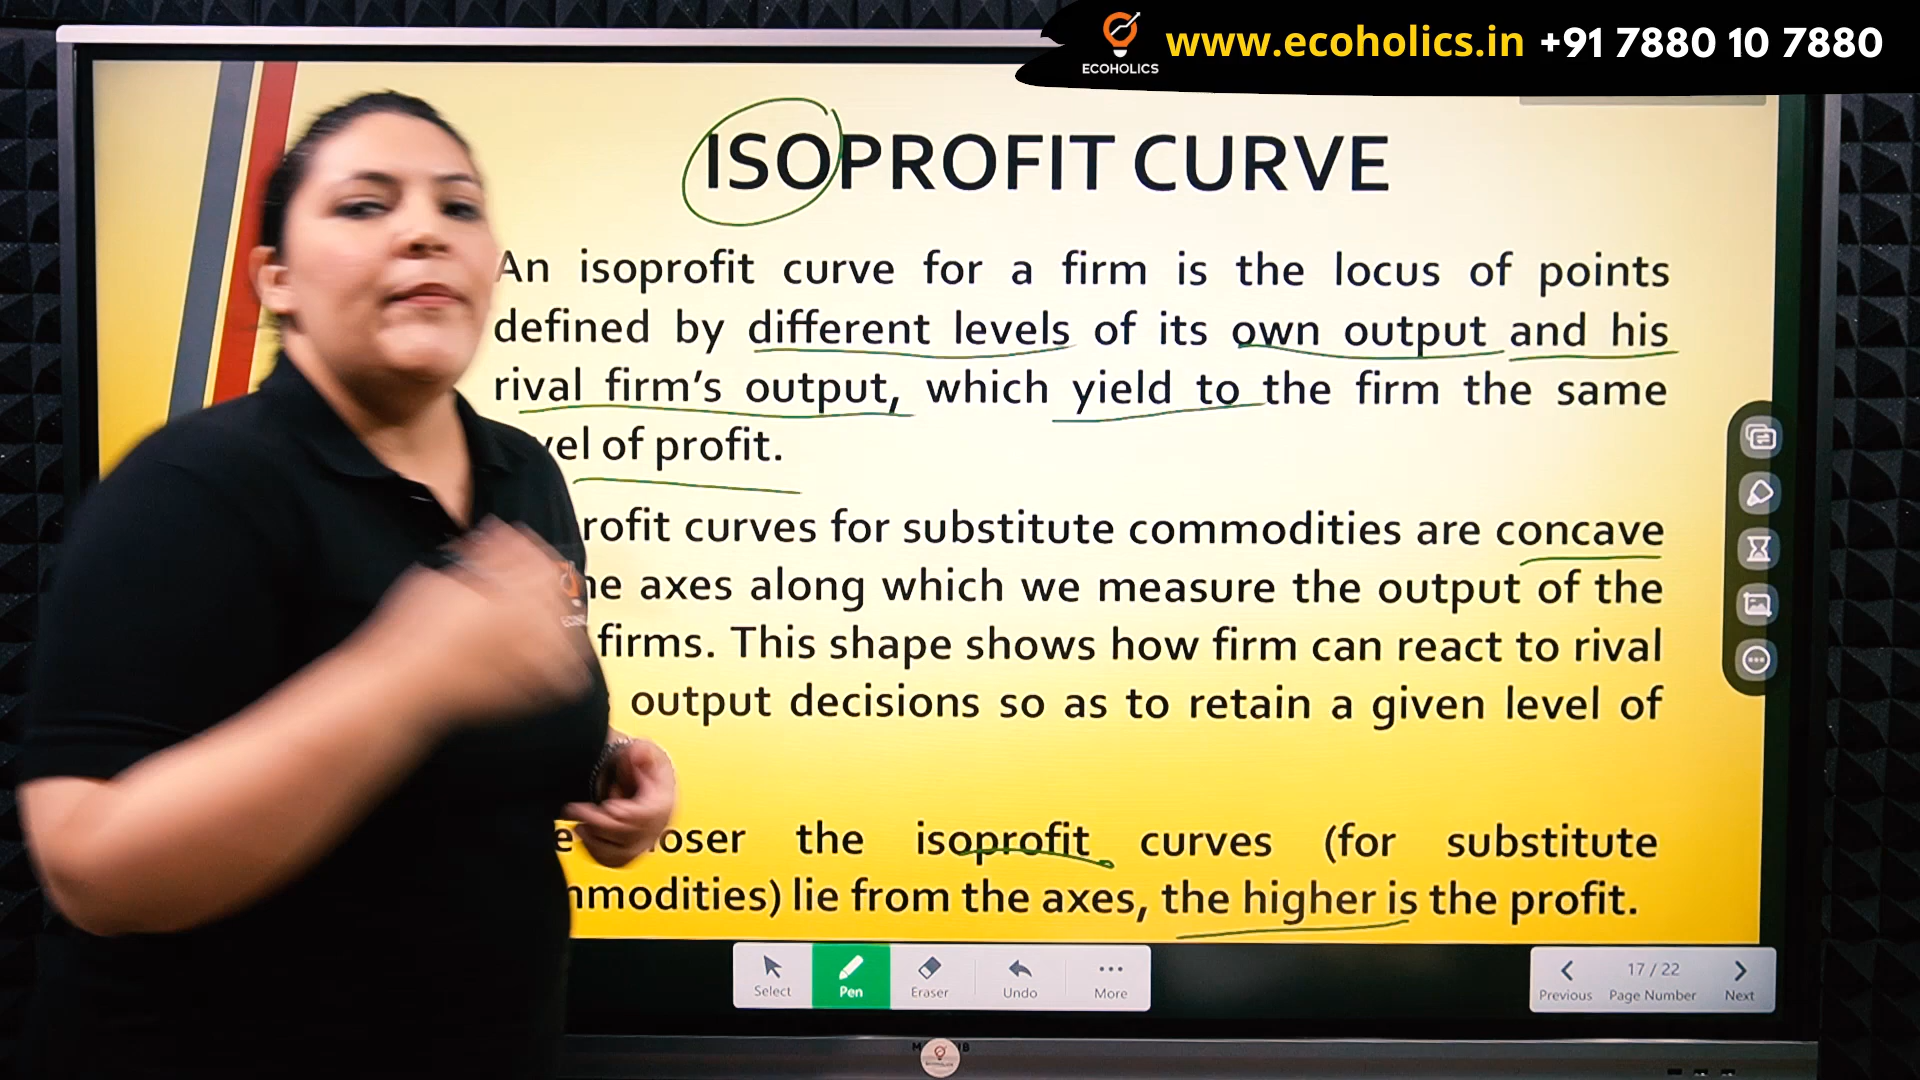 www.ecoholics.in +91 7880 10 7880
ECOHOLICS
ISOPROFIT CURVE
An isoprofit curve for a firm is the locus of points
defined by different levels of its own output and his
rival firm's output, which yield to the firm the same
of profit.
curves for substitute commodities are concave
axes along which we measure the output of the
firms. This shape shows how firm can react to rival
output decisions so as to retain a given level of
the isoprofit curves (for substitute
lie from the axes, the higher is the profit.
Select Pen Eraser Undo More
17 / 22
Previous Page Number Next